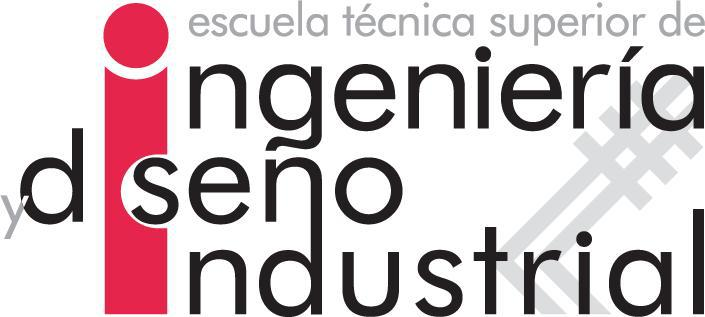 escuela técnica superior de
ingeniería
y diseño
industrial